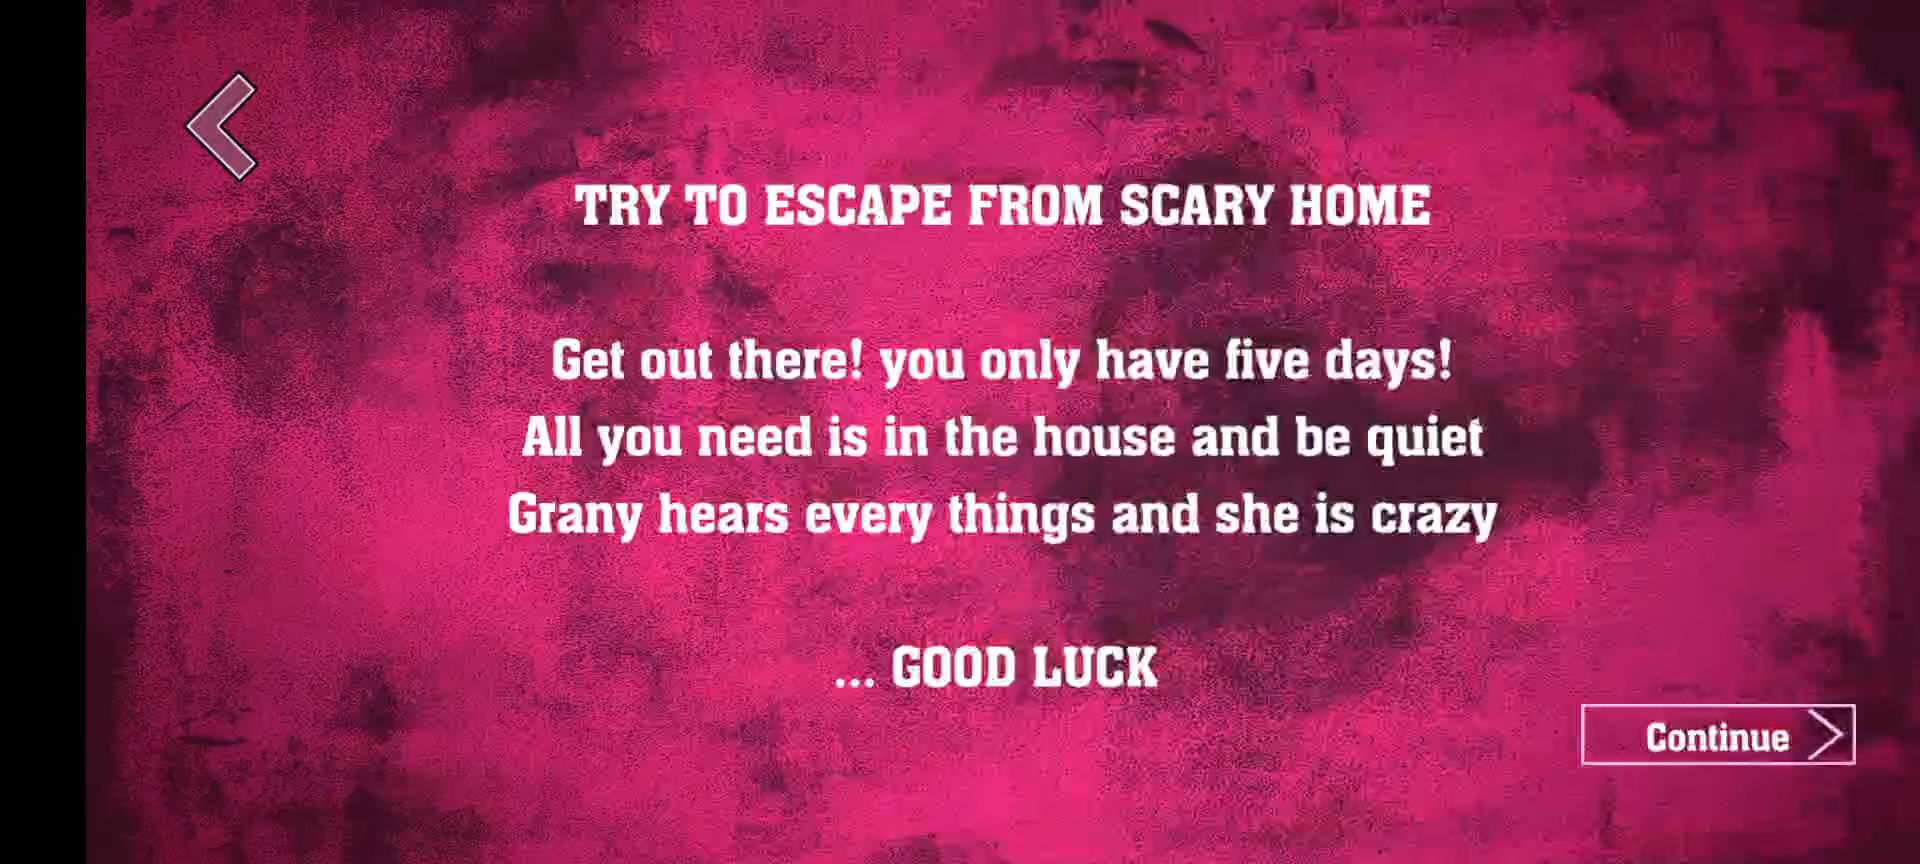 TRY TO ESCAPE FROM SCARY HOME
Get out there! you only have five days!
All you need is in the house and be quiet
Grany hears every things and she is crazy
... GOOD LUCK
Continue